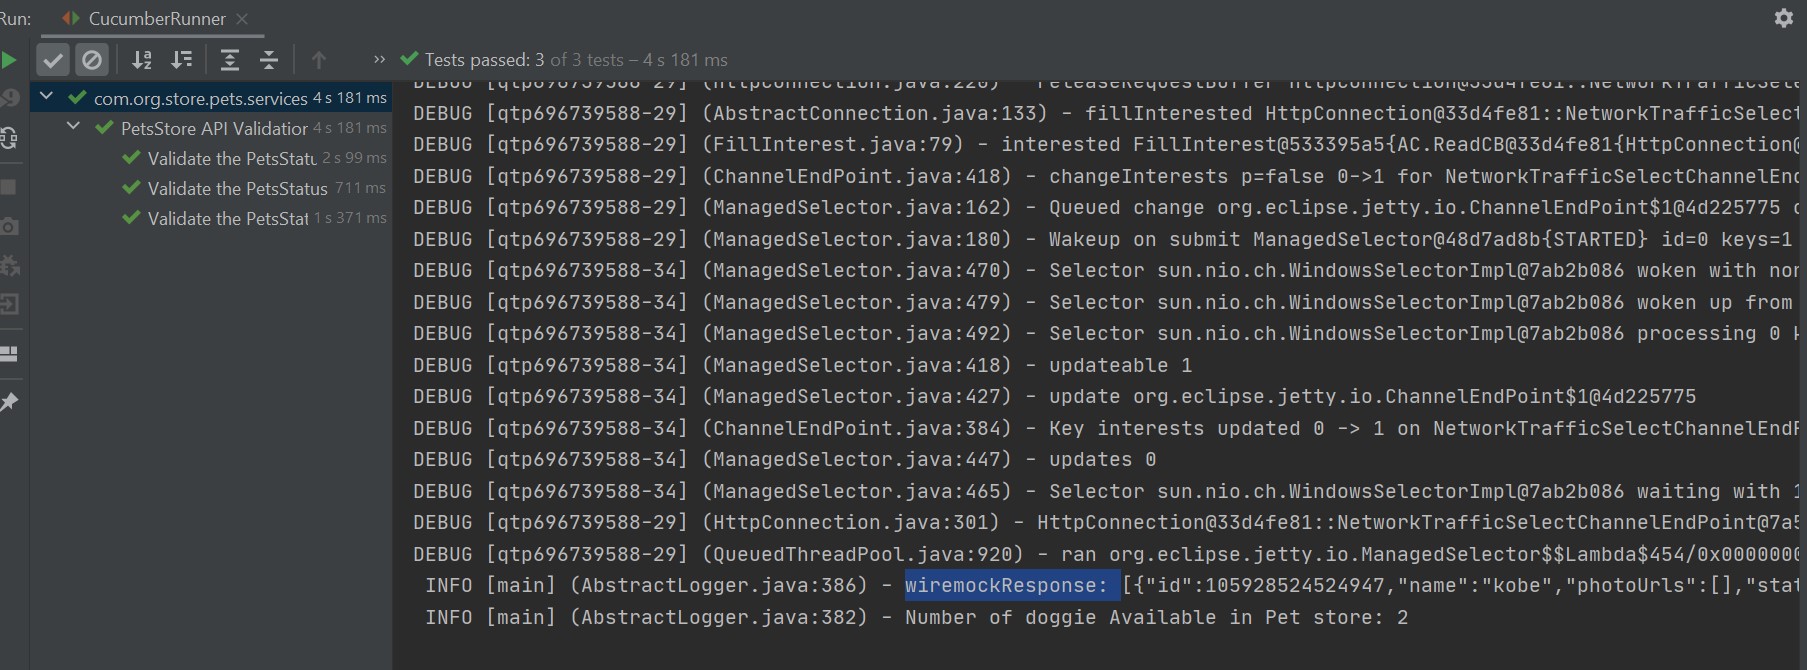 Run:
CucumberRunner
Tests passed: 3 of 3 tests – 4 s 181 ms
com.org.store.pets.services 4 s 181 ms
PetsStore API Validation 4 s 181 ms
Validate the PetsStatu 2 s 99 ms
Validate the PetsStatus 711 ms
Validate the PetsStat 1 s 371 ms
DEBUG [qtp696739588-29] (HttpConnection.java:220) - releaseRequestBuffer HttpConnection@33d4fe81::NetworkTrafficSele
DEBUG [qtp696739588-29] (AbstractConnection.java:133) - fillInterested HttpConnection@33d4fe81::NetworkTrafficSelect
DEBUG [qtp696739588-29] (FillInterest.java:79) - interested FillInterest@533395a5{AC.ReadCB@33d4fe81{HttpConnection@
DEBUG [qtp696739588-29] (ChannelEndPoint.java:418) - changeInterests p=false 0->1 for NetworkTrafficSelectChannelEnd
DEBUG [qtp696739588-29] (ManagedSelector.java:162) - Queued change org.eclipse.jetty.io.ChannelEndPoint$1@4d225775 o
DEBUG [qtp696739588-29] (ManagedSelector.java:180) - Wakeup on submit ManagedSelector@48d7ad8b{STARTED} id=0 keys=1
DEBUG [qtp696739588-34] (ManagedSelector.java:470) - Selector sun.nio.ch.WindowsSelectorImpl@7ab2b086 woken with non
DEBUG [qtp696739588-34] (ManagedSelector.java:479) - Selector sun.nio.ch.WindowsSelectorImpl@7ab2b086 woken up from
DEBUG [qtp696739588-34] (ManagedSelector.java:492) - Selector sun.nio.ch.WindowsSelectorImpl@7ab2b086 processing 0 k
DEBUG [qtp696739588-34] (ManagedSelector.java:418) - updateable 1
DEBUG [qtp696739588-34] (ManagedSelector.java:427) - update org.eclipse.jetty.io.ChannelEndPoint$1@4d225775
DEBUG [qtp696739588-34] (ChannelEndPoint.java:384) - Key interests updated 0 -> 1 on NetworkTrafficSelectChannelEndP
DEBUG [qtp696739588-34] (ManagedSelector.java:447) - updates 0
DEBUG [qtp696739588-34] (ManagedSelector.java:465) - Selector sun.nio.ch.WindowsSelectorImpl@7ab2b086 waiting with 1
DEBUG [qtp696739588-29] (HttpConnection.java:301) - HttpConnection@33d4fe81::NetworkTrafficSelectChannelEndPoint@7a5
DEBUG [qtp696739588-29] (QueuedThreadPool.java:920) - ran org.eclipse.jetty.io.ManagedSelector$$Lambda$454/0x0000000
INFO [main] (AbstractLogger.java:386) - wiremockResponse: [{"id":105928524524947,"name":"kobe","photoUrls":[],"stat
INFO [main] (AbstractLogger.java:382) - Number of doggie Available in Pet store: 2